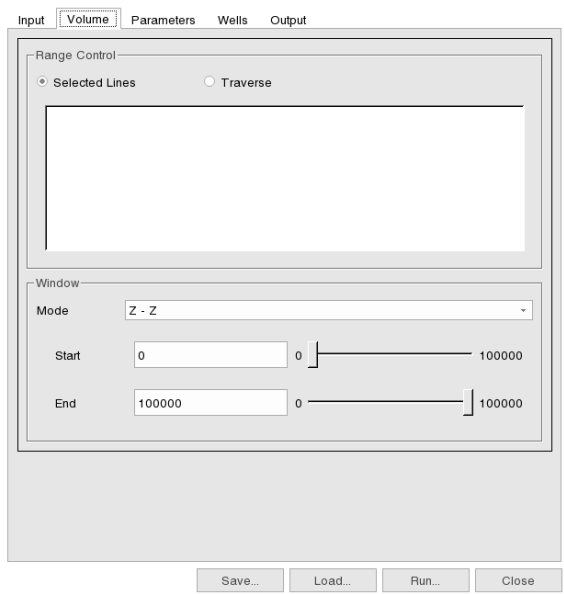 Input Volume Parameters Wells Output
Range Control
Selected Lines Traverse
Window
Mode Z - Z
Start 0 0 100000
End 100000 0 100000
Save... Load... Run... Close